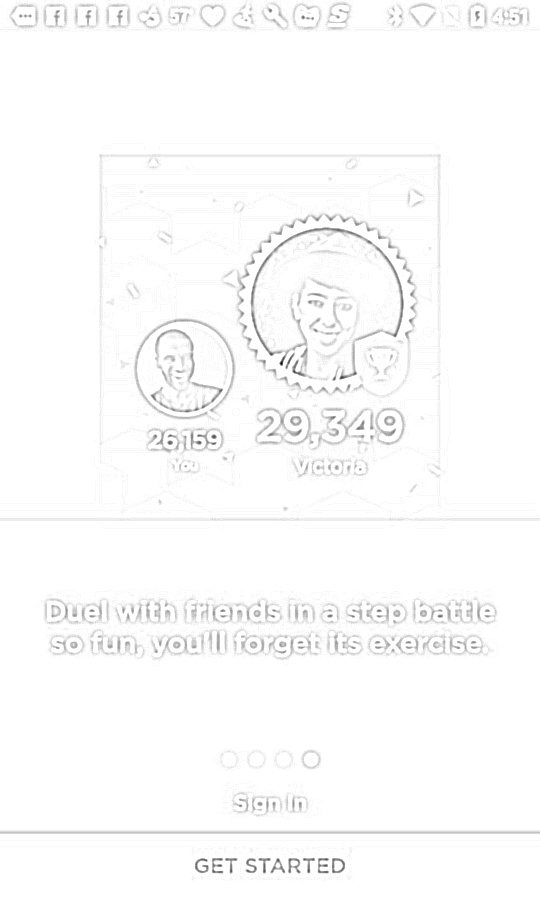 57°
4:51
29,349
26,159
You
Victoria
Duel with friends in a step battle
so fun, you'll forget its exercise.
Sign In
GET STARTED